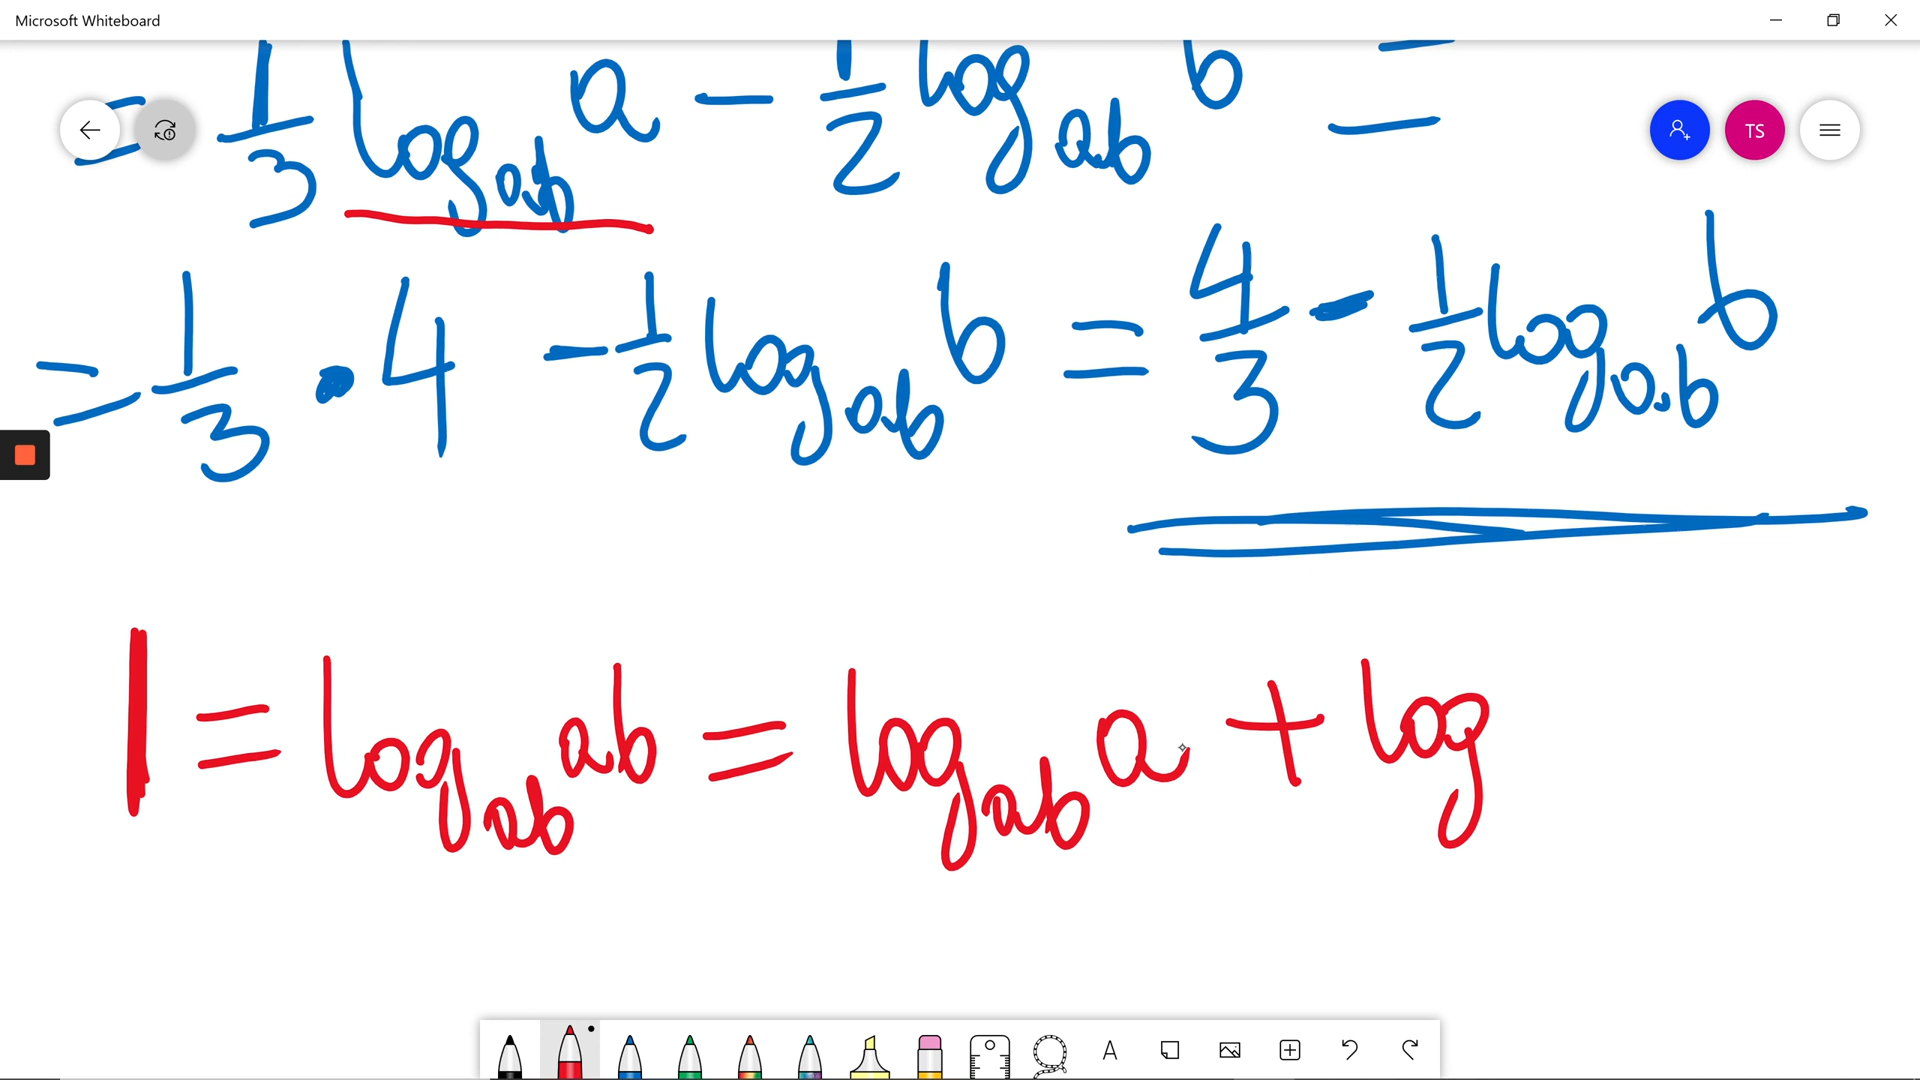 Microsoft Whiteboard
= 1/3 log_ab a - 1/2 log_ab b =
TS
= 1/3 · 4 - 1/2 log_ab b = 4/3 - 1/2 log_ab b
1 = log_ab ab = log_ab a + log
A